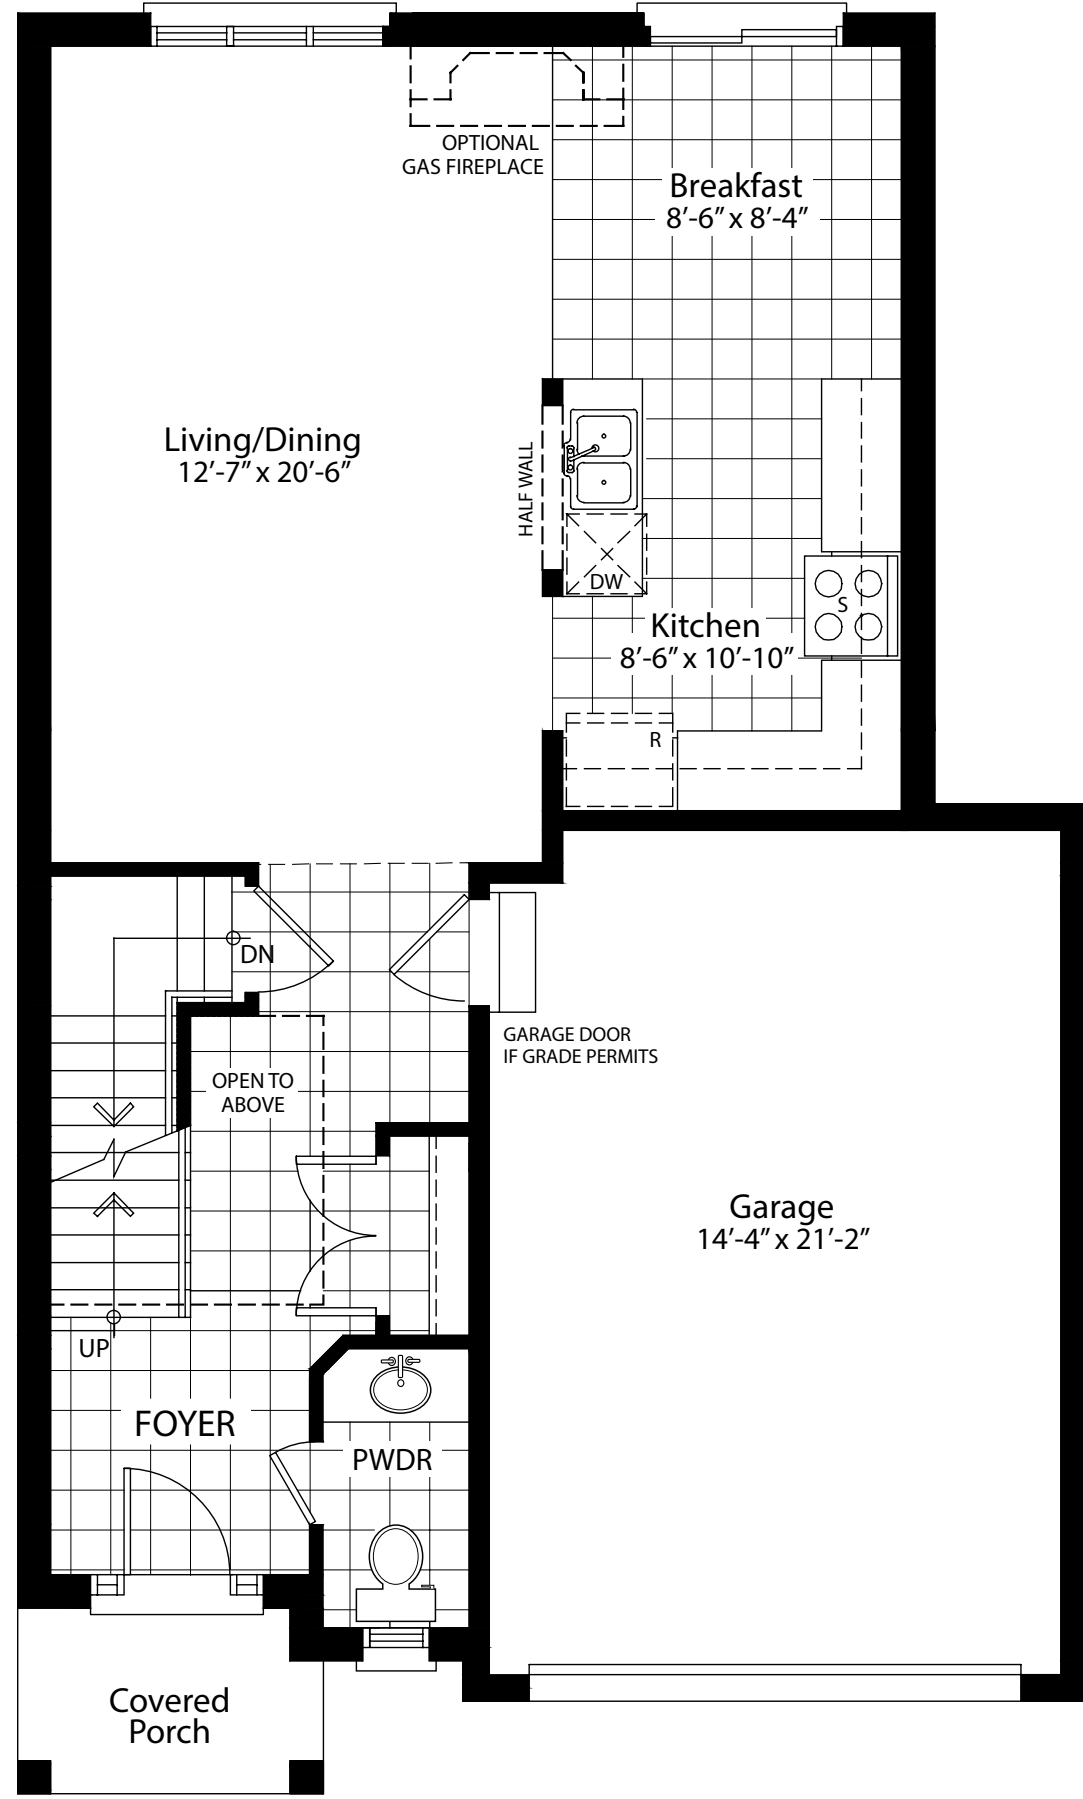 OPTIONAL
GAS FIREPLACE
Breakfast
8’-6” x 8’-4”
Living/Dining
12’-7” x 20’-6”
HALF WALL
DW
S
Kitchen
8’-6” x 10’-10”
R
DN
GARAGE DOOR
IF GRADE PERMITS
OPEN TO
ABOVE
Garage
14’-4” x 21’-2”
UP
FOYER
PWDR
Covered
Porch